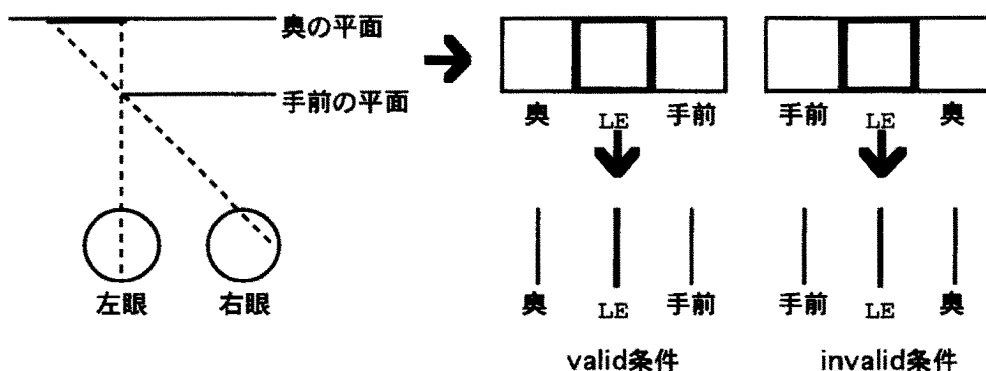 奥の平面
手前の平面
左眼 右眼
奥 LE 手前
手前 LE 奥
奥 LE 手前
手前 LE 奥
valid条件
invalid条件